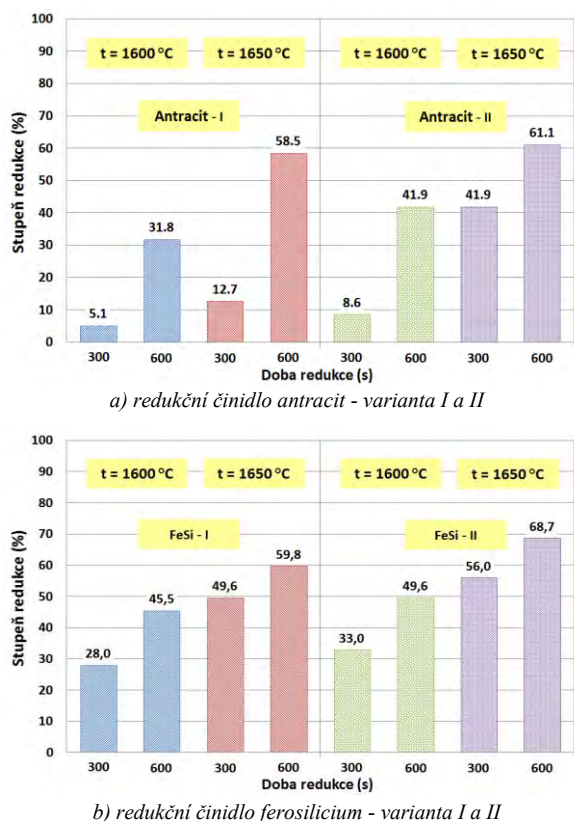 100
90
80
70
60
50
40
30
20
10
0
Stupeň redukce (%)
t = 1600 °C t = 1650 °C t = 1600 °C t = 1650 °C
Antracit - I Antracit - II
5.1 31.8 12.7 58.5 8.6 41.9 41.9 61.1
300 600 300 600 300 600 300 600
Doba redukce (s)
a) redukční činidlo antracit - varianta I a II
100
90
80
70
60
50
40
30
20
10
0
Stupeň redukce (%)
t = 1600 °C t = 1650 °C t = 1600 °C t = 1650 °C
FeSi - I FeSi - II
28,0 45,5 49,6 59,8 33,0 49,6 56,0 68,7
300 600 300 600 300 600 300 600
Doba redukce (s)
b) redukční činidlo ferosilicium - varianta I a II